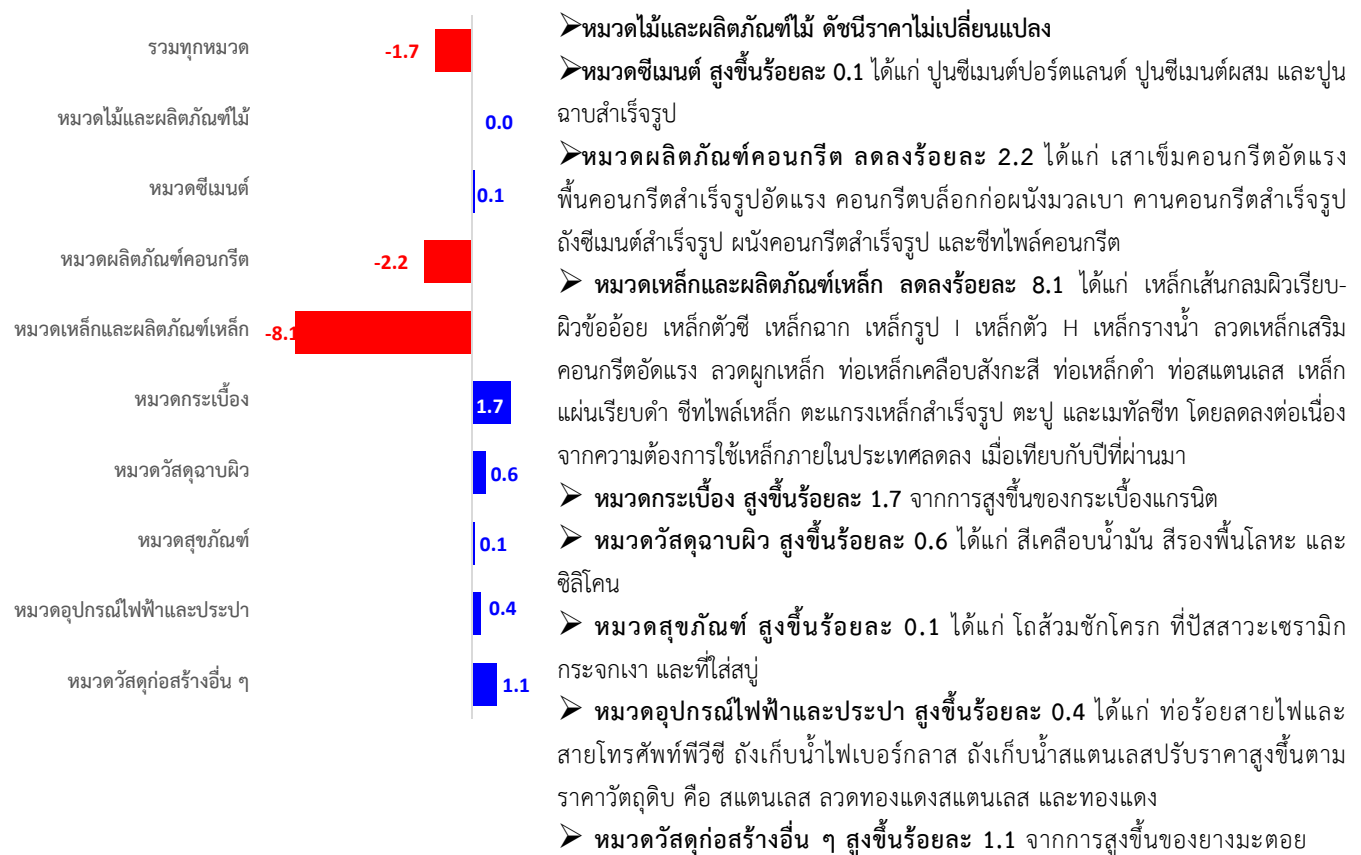 รวมทุกหมวด
-1.7
หมวดไม้และผลิตภัณฑ์ไม้
0.0
หมวดซีเมนต์
0.1
หมวดผลิตภัณฑ์คอนกรีต
-2.2
หมวดเหล็กและผลิตภัณฑ์เหล็ก
-8.1
หมวดกระเบื้อง
1.7
หมวดวัสดุฉาบผิว
0.6
หมวดสุขภัณฑ์
0.1
หมวดอุปกรณ์ไฟฟ้าและประปา
0.4
หมวดวัสดุก่อสร้างอื่น ๆ
1.1
➢หมวดไม้และผลิตภัณฑ์ไม้ ดัชนีราคาไม่เปลี่ยนแปลง
➢หมวดซีเมนต์ สูงขึ้นร้อยละ 0.1 ได้แก่ ปูนซีเมนต์ปอร์ตแลนด์ ปูนซีเมนต์ผสม และปูน
ฉาบสำเร็จรูป
➢หมวดผลิตภัณฑ์คอนกรีต ลดลงร้อยละ 2.2 ได้แก่ เสาเข็มคอนกรีตอัดแรง
พื้นคอนกรีตสำเร็จรูปอัดแรง คอนกรีตบล็อกก่อผนังมวลเบา คานคอนกรีตสำเร็จรูป
ถังซีเมนต์สำเร็จรูป ผนังคอนกรีตสำเร็จรูป และชีทไพล์คอนกรีต
➢ หมวดเหล็กและผลิตภัณฑ์เหล็ก ลดลงร้อยละ 8.1 ได้แก่ เหล็กเส้นกลมผิวเรียบ-
ผิวข้ออ้อย เหล็กตัวซี เหล็กฉาก เหล็กรูป I เหล็กตัว H เหล็กรางน้ำ ลวดเหล็กเสริม
คอนกรีตอัดแรง ลวดผูกเหล็ก ท่อเหล็กเคลือบสังกะสี ท่อเหล็กดำ ท่อสแตนเลส เหล็ก
แผ่นเรียบดำ ชีทไพล์เหล็ก ตะแกรงเหล็กสำเร็จรูป ตะปู และเมทัลชีท โดยลดลงต่อเนื่อง
จากความต้องการใช้เหล็กภายในประเทศลดลง เมื่อเทียบกับปีที่ผ่านมา
➢ หมวดกระเบื้อง สูงขึ้นร้อยละ 1.7 จากการสูงขึ้นของกระเบื้องแกรนิต
➢ หมวดวัสดุฉาบผิว สูงขึ้นร้อยละ 0.6 ได้แก่ สีเคลือบน้ำมัน สีรองพื้นโลหะ และ
ซิลิโคน
➢ หมวดสุขภัณฑ์ สูงขึ้นร้อยละ 0.1 ได้แก่ โถส้วมชักโครก ที่ปัสสาวะเซรามิก
กระจกเงา และที่ใส่สบู่
➢ หมวดอุปกรณ์ไฟฟ้าและประปา สูงขึ้นร้อยละ 0.4 ได้แก่ ท่อร้อยสายไฟและ
สายโทรศัพท์พีวีซี ถังเก็บน้ำไฟเบอร์กลาส ถังเก็บน้ำสแตนเลสปรับราคาสูงขึ้นตาม
ราคาวัตถุดิบ คือ สแตนเลส ลวดทองแดงสแตนเลส และทองแดง
➢ หมวดวัสดุก่อสร้างอื่น ๆ สูงขึ้นร้อยละ 1.1 จากการสูงขึ้นของยางมะตอย